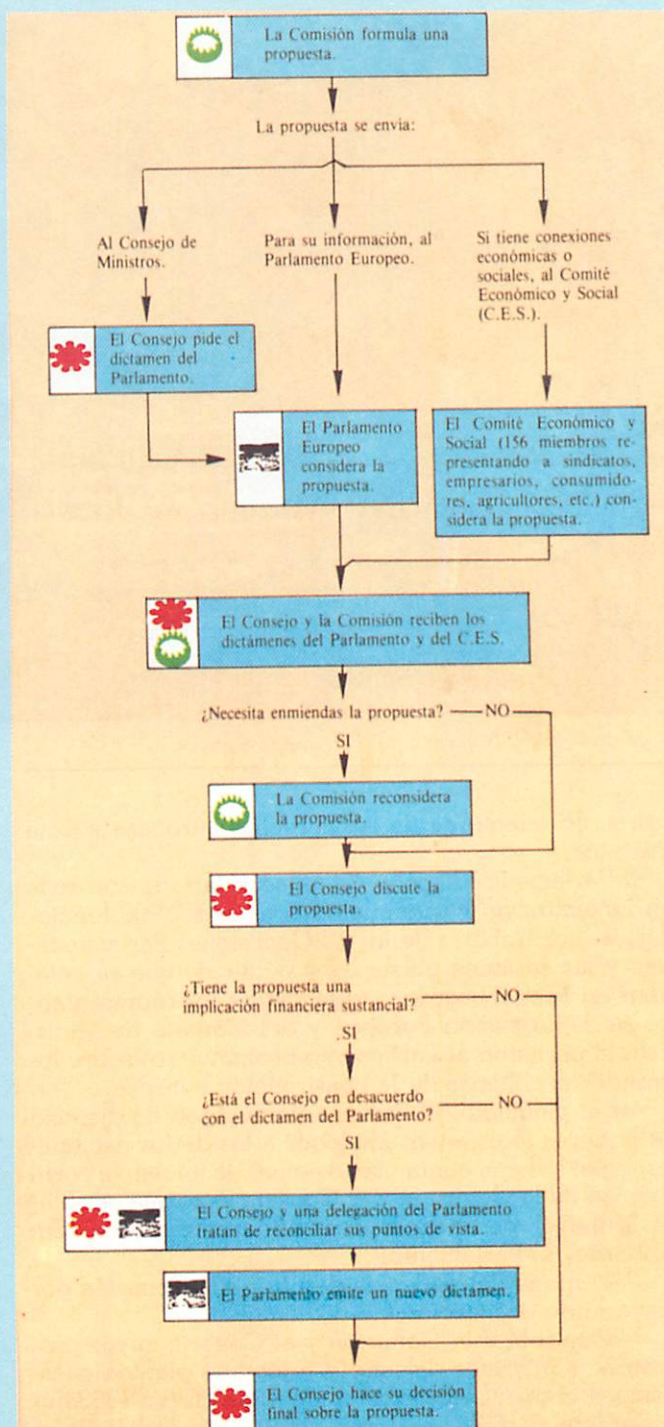 La Comisión formula una
propuesta.
La propuesta se envia:
Al Consejo de
Ministros.
Para su información, al
Parlamento Europeo.
Si tiene conexiones
económicas o
sociales, al Comité
Económico y Social
(C.E.S.).
El Consejo pide el
dictamen del
Parlamento.
El Parlamento
Europeo
considera la
propuesta.
El Comité Económico y
Social (156 miembros re-
presentando a sindicatos,
empresarios, consumido-
res, agricultores, etc.) con-
sidera la propuesta.
El Consejo y la Comisión reciben los
dictámenes del Parlamento y del C.E.S.
¿Necesita enmiendas la propuesta? NO
SI
La Comisión reconsidera
la propuesta.
El Consejo discute la
propuesta.
¿Tiene la propuesta una
implicación financiera sustancial? NO
.SI
¿Está el Consejo en desacuerdo
con el dictamen del Parlamento? NO
SI
El Consejo y una delegación del Parlamento
tratan de reconciliar sus puntos de vista.
El Parlamento emite un nuevo dictamen.
El Consejo hace su decisión
final sobre la propuesta.